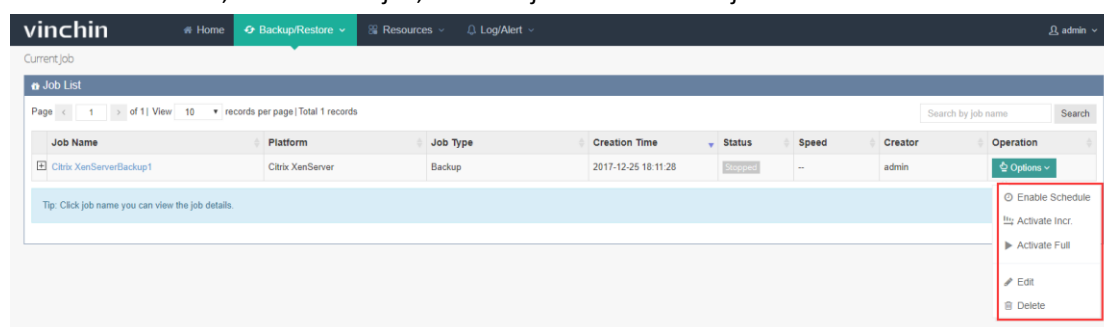 vinchin Home Backup/Restore Resources Log/Alert admin
Current job
Job List
Page 1 of 1| View 10 records per page| Total 1 records Search by job name Search
Job Name Platform Job Type Creation Time Status Speed Creator Operation
Citrix XenServerBackup1 Citrix XenServer Backup 2017-12-25 18:11:28 Stopped -- admin Options
Tip: Click job name you can view the job details.
Enable Schedule
Activate Incr.
Activate Full
Edit
Delete